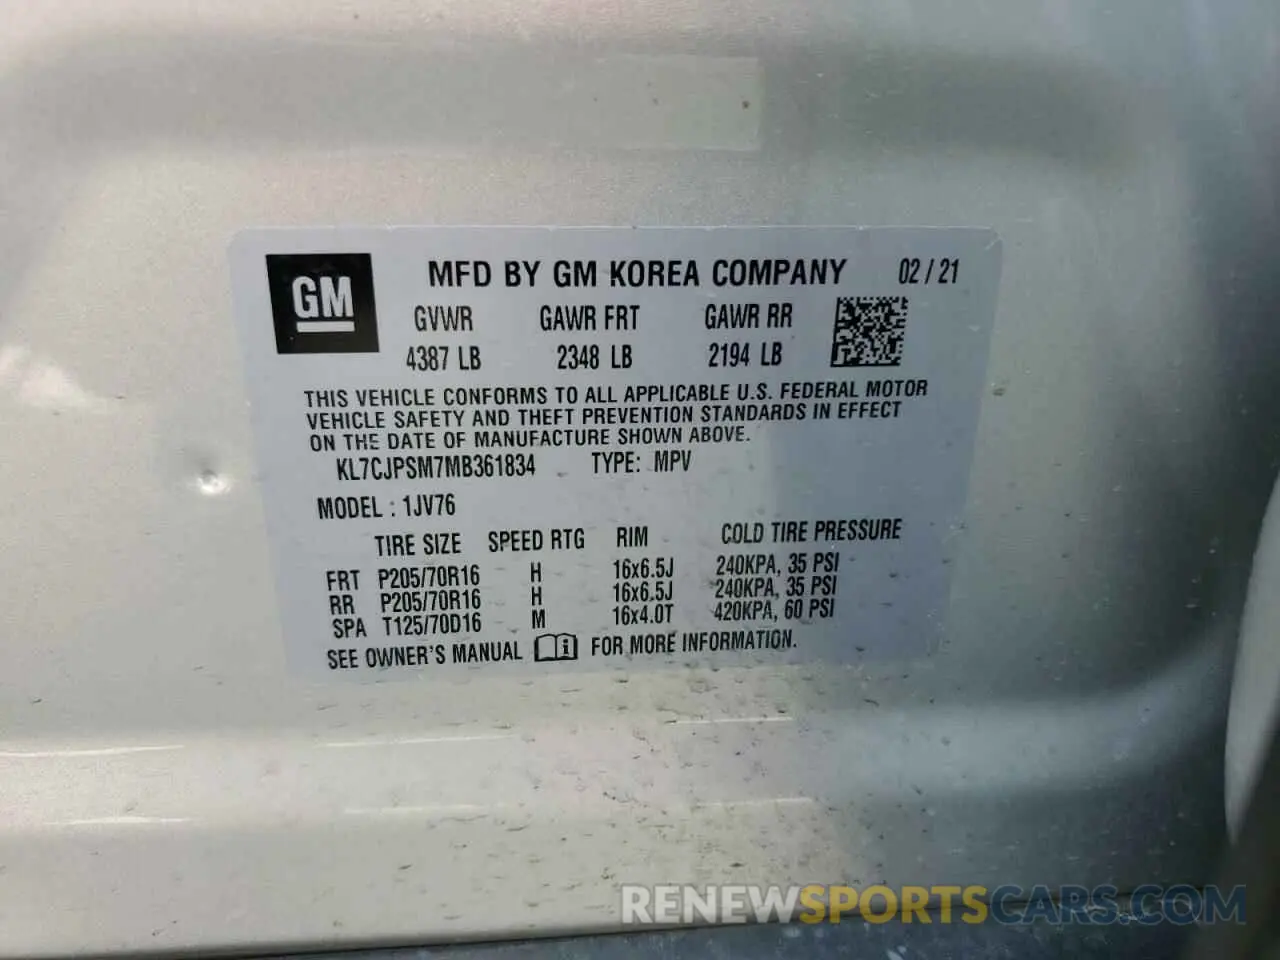 GM
MFD BY GM KOREA COMPANY 02/21
GVWR GAWR FRT GAWR RR
4387 LB 2348 LB 2194 LB
THIS VEHICLE CONFORMS TO ALL APPLICABLE U.S. FEDERAL MOTOR
VEHICLE SAFETY AND THEFT PREVENTION STANDARDS IN EFFECT
ON THE DATE OF MANUFACTURE SHOWN ABOVE.
KL7CJPSM7MB361834 TYPE: MPV
MODEL : 1JV76
TIRE SIZE SPEED RTG RIM COLD TIRE PRESSURE
FRT P205/70R16 H 16x6.5J 240KPA, 35 PSI
RR P205/70R16 H 16x6.5J 240KPA, 35 PSI
SPA T125/70D16 M 16x4.0T 420KPA, 60 PSI
SEE OWNER'S MANUAL i FOR MORE INFORMATION.
RENEWSPORTSCARS.COM